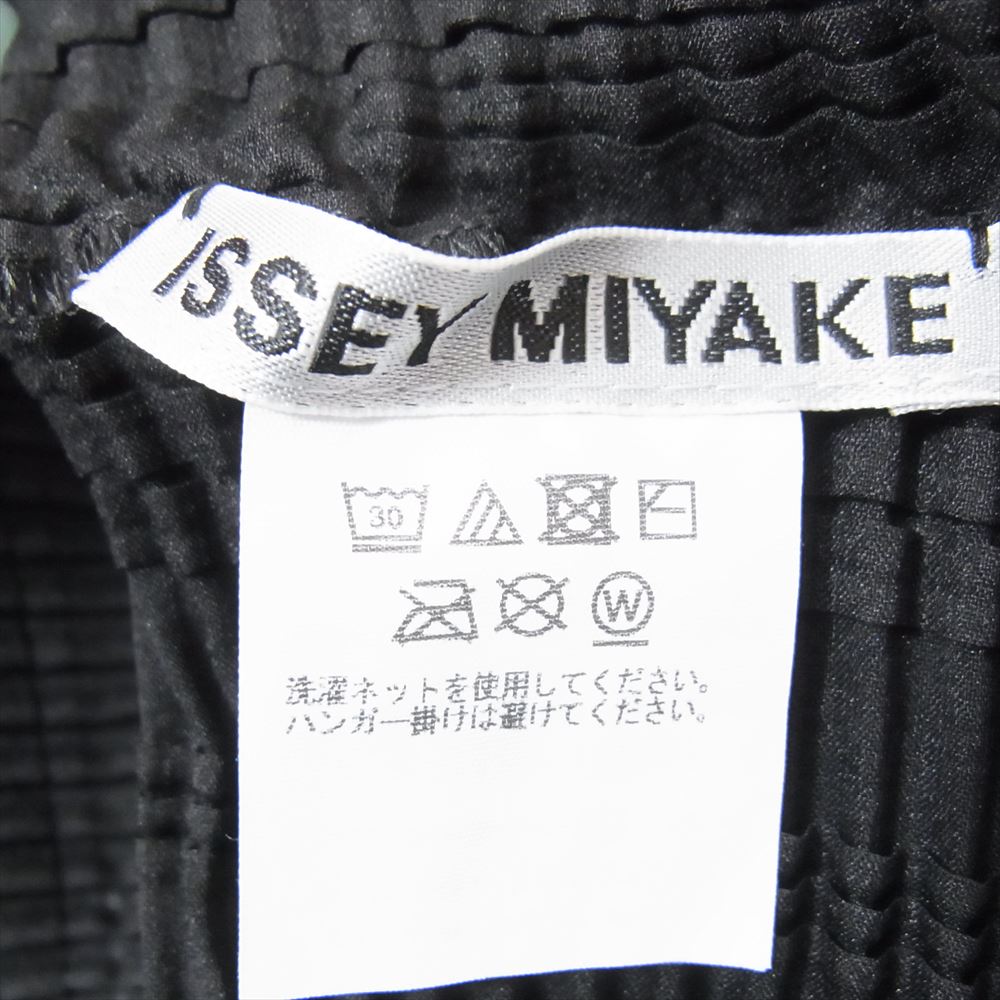 ISSEY MIYAKE
30
W
洗濯ネットを使用してください。
ハンガー掛けは避けてください。